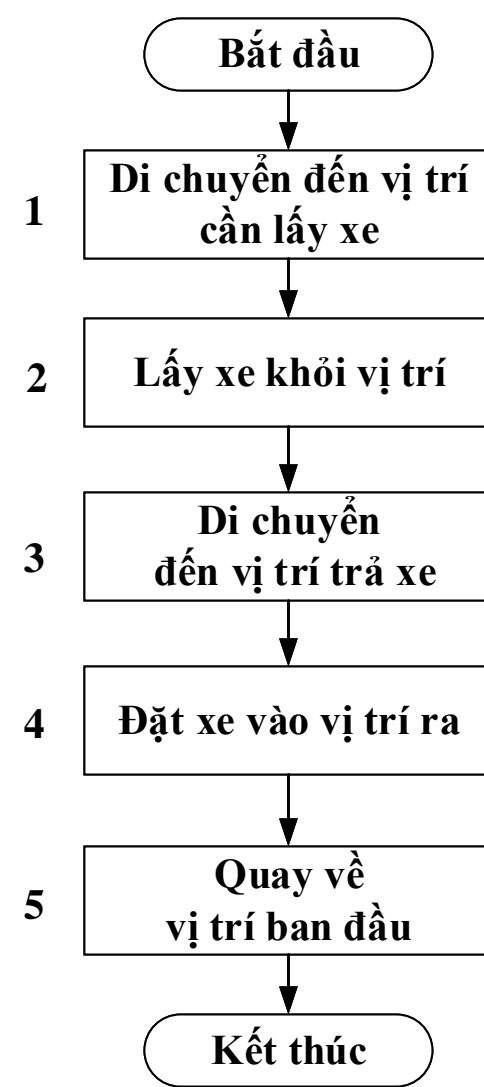 Bắt đầu
1
Di chuyển đến vị trí
cần lấy xe
2
Lấy xe khỏi vị trí
3
Di chuyển
đến vị trí trả xe
4
Đặt xe vào vị trí ra
5
Quay về
vị trí ban đầu
Kết thúc